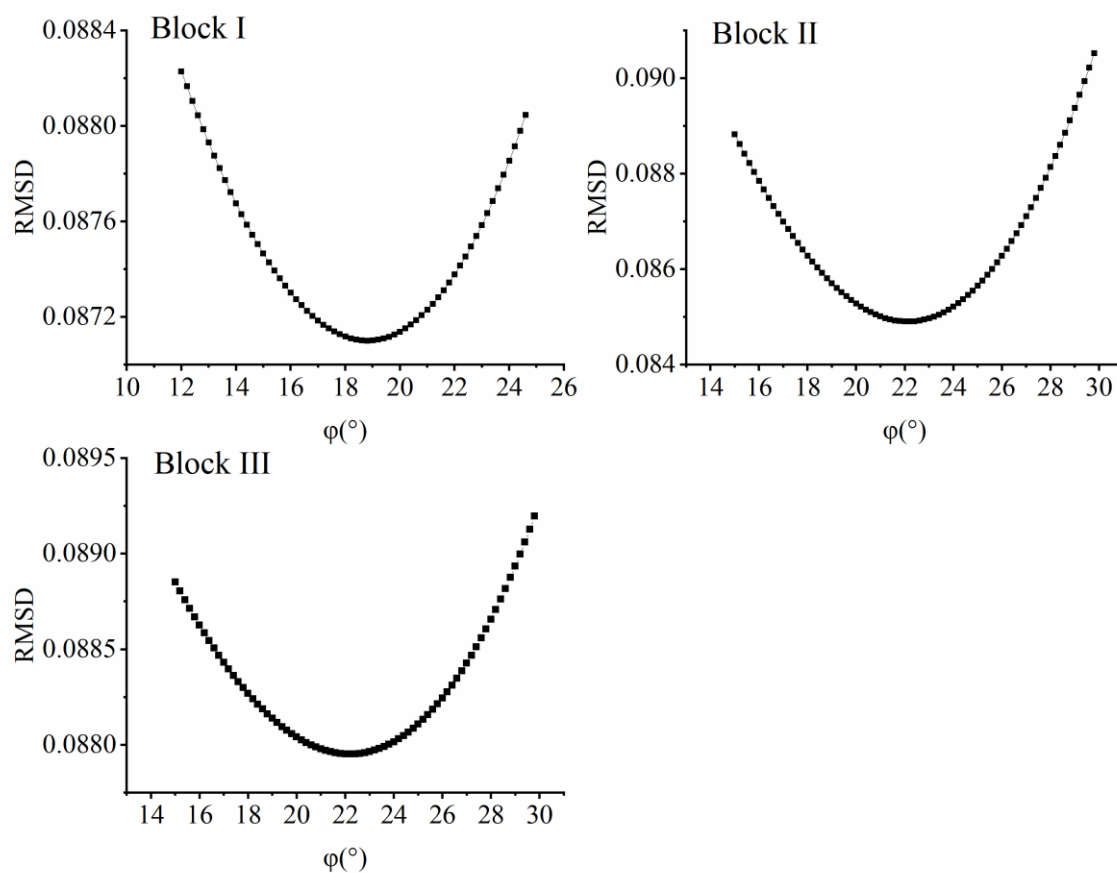 Block I
0.0884
0.0880
0.0876
0.0872
RMSD
10 12 14 16 18 20 22 24 26
φ(°)
Block II
0.090
0.088
0.086
0.084
RMSD
14 16 18 20 22 24 26 28 30
φ(°)
Block III
0.0895
0.0890
0.0885
0.0880
RMSD
14 16 18 20 22 24 26 28 30
φ(°)